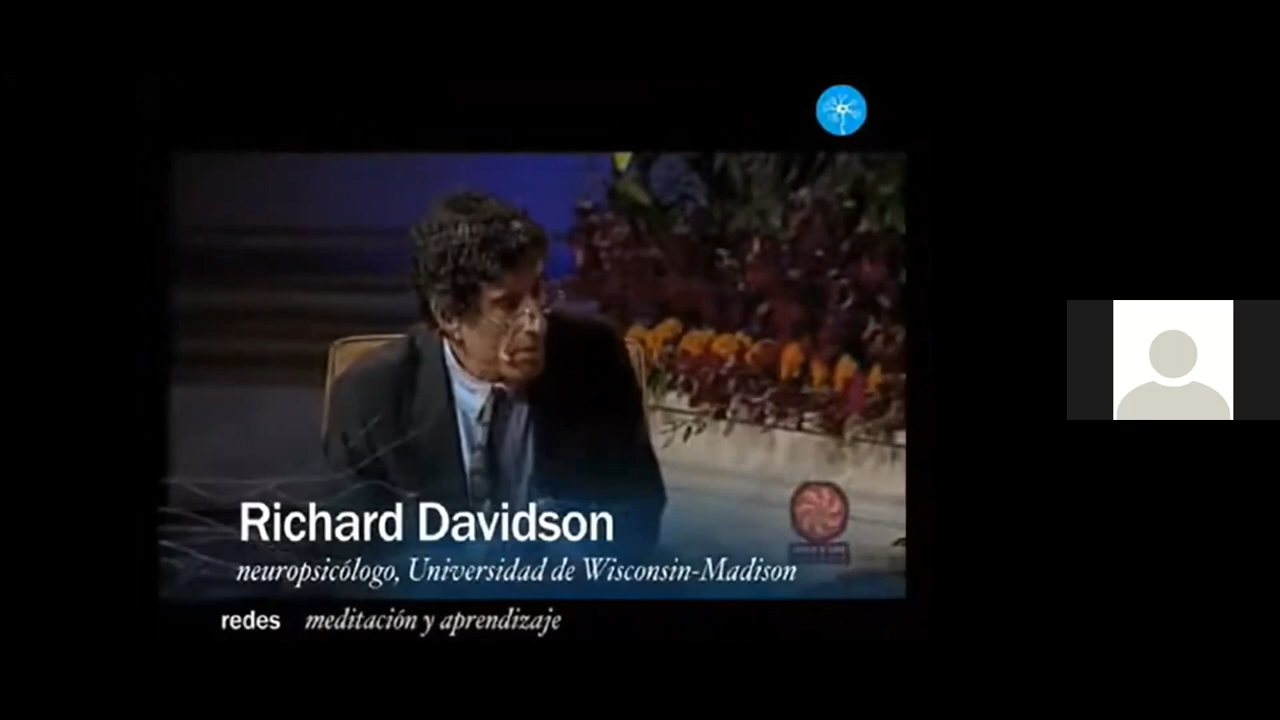 Richard Davidson
neuropsicólogo, Universidad de Wisconsin-Madison
redes meditación y aprendizaje